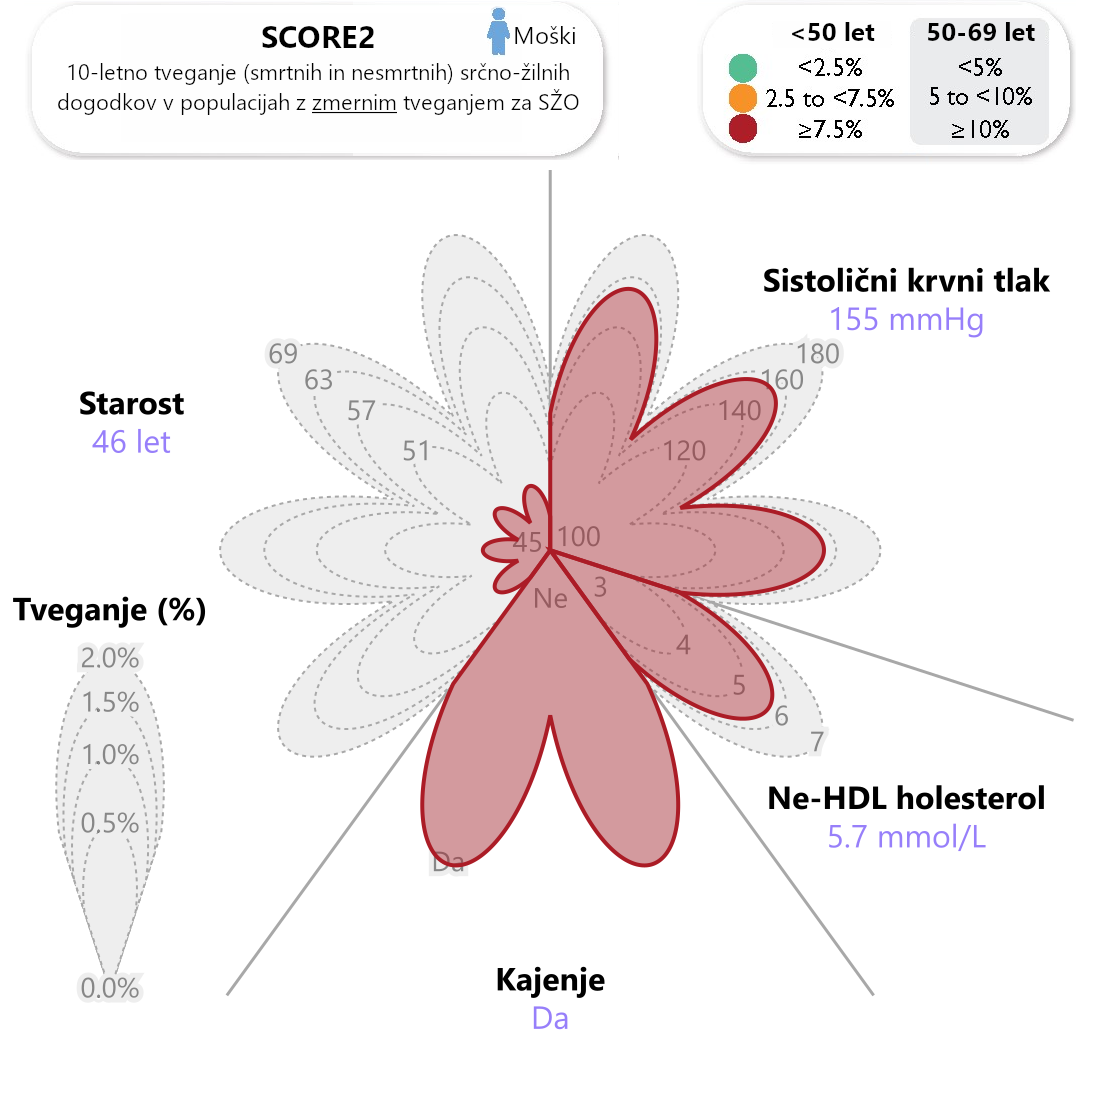 SCORE2
Moški
10-letno tveganje (smrtnih in nesmrtnih) srčno-žilnih
dogodkov v populacijah z zmernim tveganjem za SŽO
<50 let
50-69 let
<2.5%
<5%
2.5 to <7.5%
5 to <10%
≥7.5%
≥10%
Sistolični krvni tlak
155 mmHg
180
160
140
120
100
Starost
46 let
69
63
57
51
45
Tveganje (%)
2.0%
1.5%
1.0%
0.5%
0.0%
3
4
5
6
7
Ne-HDL holesterol
5.7 mmol/L
Ne
Da
Kajenje
Da